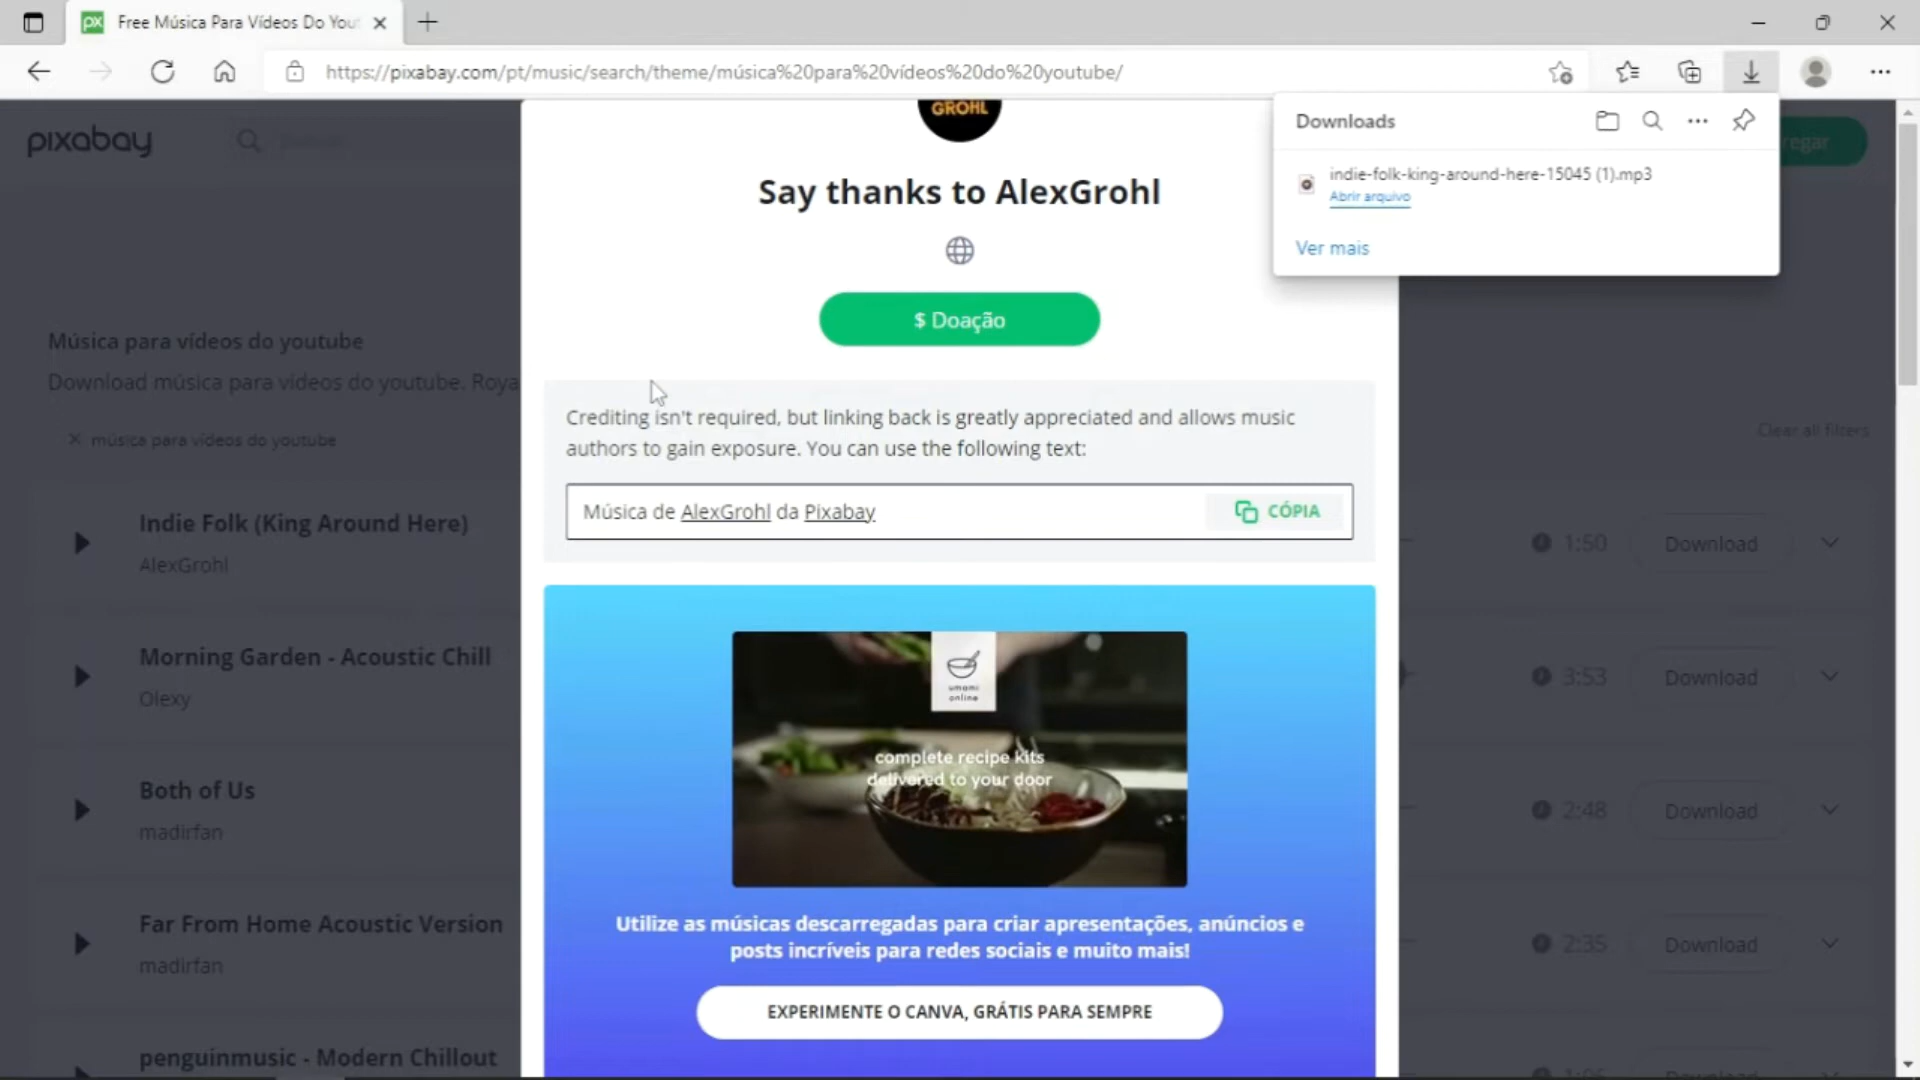 Free Música Para Vídeos Do You
https://pixabay.com/pt/music/search/theme/música%20para%20vídeos%20do%20youtube/
pixabay
GROHL
Say thanks to AlexGrohl
$ Doação
Downloads
indie-folk-king-around-here-15045 (1).mp3
Abrir arquivo
Ver mais
Música para vídeos do youtube
Download música para vídeos do youtube. Roya
música para vídeos do youtube
Clear all filters
Crediting isn't required, but linking back is greatly appreciated and allows music
authors to gain exposure. You can use the following text:
Música de AlexGrohl da Pixabay
CÓPIA
Indie Folk (King Around Here)
AlexGrohl
1:50
Download
Morning Garden - Acoustic Chill
Olexy
3:53
Download
Both of Us
madirfan
2:48
Download
Far From Home Acoustic Version
madirfan
2:35
Download
penguinmusic - Modern Chillout
umami
online
complete recipe kits
delivered to your door
Utilize as músicas descarregadas para criar apresentações, anúncios e
posts incríveis para redes sociais e muito mais!
EXPERIMENTE O CANVA, GRÁTIS PARA SEMPRE